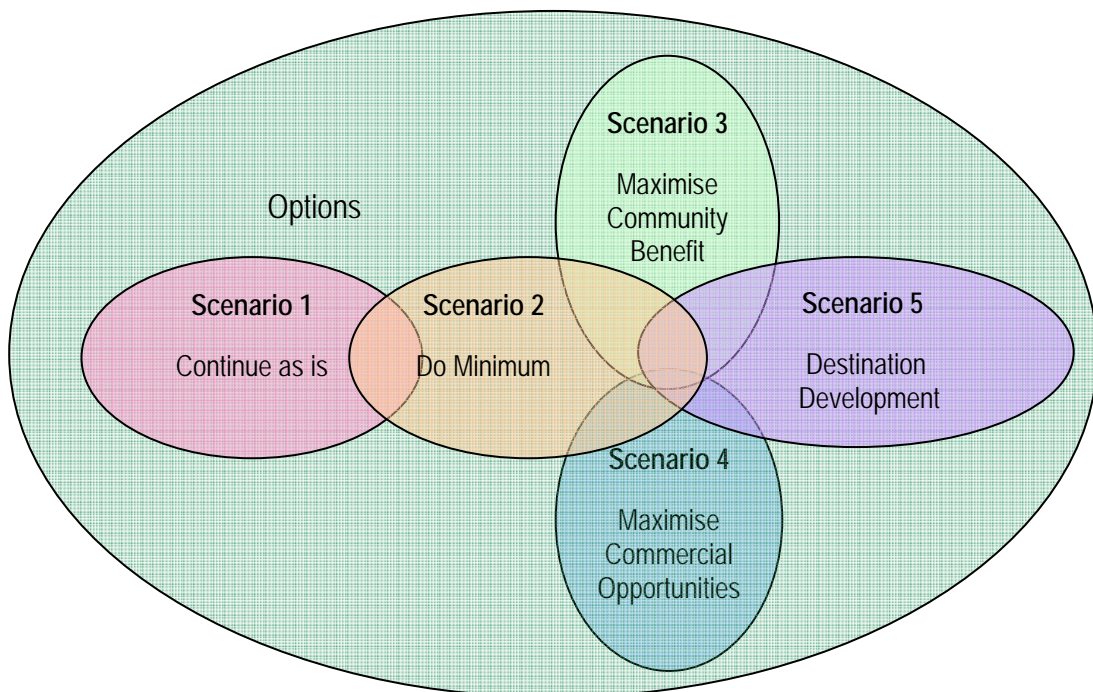 Options
Scenario 1
Continue as is
Scenario 2
Do Minimum
Scenario 3
Maximise
Community
Benefit
Scenario 4
Maximise
Commercial
Opportunities
Scenario 5
Destination
Development